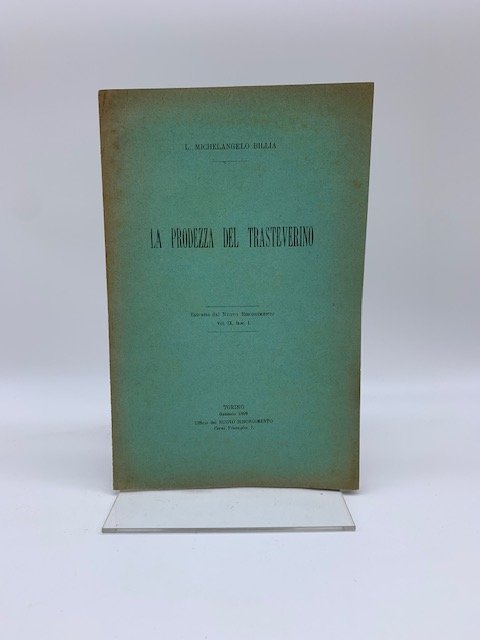 L. MICHELANGELO BILLIA
LA PRODEZZA DEL TRASTEVERINO
Estratto dal NUOVO RISORGIMENTO
Vol. IX, fasc. 1.
TORINO
Gennaio 1899
Ufficio del NUOVO RISORGIMENTO
Corso